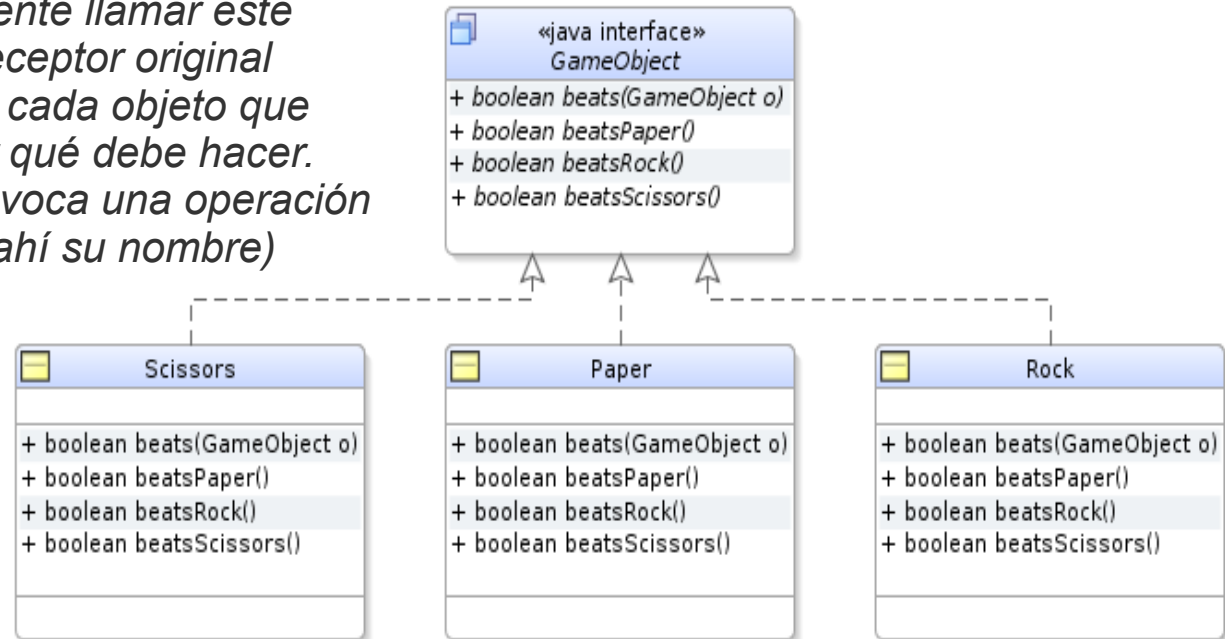 ente llamar este
eceptor original
cada objeto que
qué debe hacer.
voca una operación
ahí su nombre)
«java interface»
GameObject
+ boolean beats(GameObject o)
+ boolean beatsPaper()
+ boolean beatsRock()
+ boolean beatsScissors()
Scissors
+ boolean beats(GameObject o)
+ boolean beatsPaper()
+ boolean beatsRock()
+ boolean beatsScissors()
Paper
+ boolean beats(GameObject o)
+ boolean beatsPaper()
+ boolean beatsRock()
+ boolean beatsScissors()
Rock
+ boolean beats(GameObject o)
+ boolean beatsPaper()
+ boolean beatsRock()
+ boolean beatsScissors()